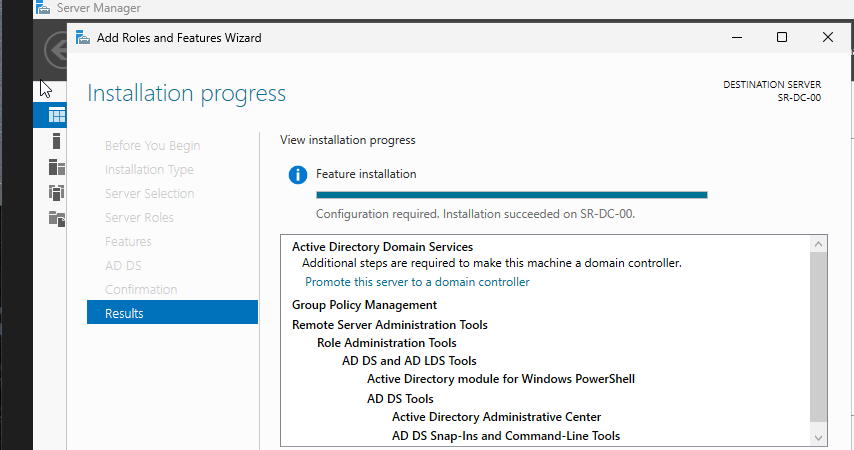 Server Manager
Add Roles and Features Wizard
Installation progress
DESTINATION SERVER
SR-DC-00
Before You Begin
Installation Type
Server Selection
Server Roles
Features
AD DS
Confirmation
Results
View installation progress
Feature installation
Configuration required. Installation succeeded on SR-DC-00.
Active Directory Domain Services
Additional steps are required to make this machine a domain controller.
Promote this server to a domain controller
Group Policy Management
Remote Server Administration Tools
Role Administration Tools
AD DS and AD LDS Tools
Active Directory module for Windows PowerShell
AD DS Tools
Active Directory Administrative Center
AD DS Snap-Ins and Command-Line Tools